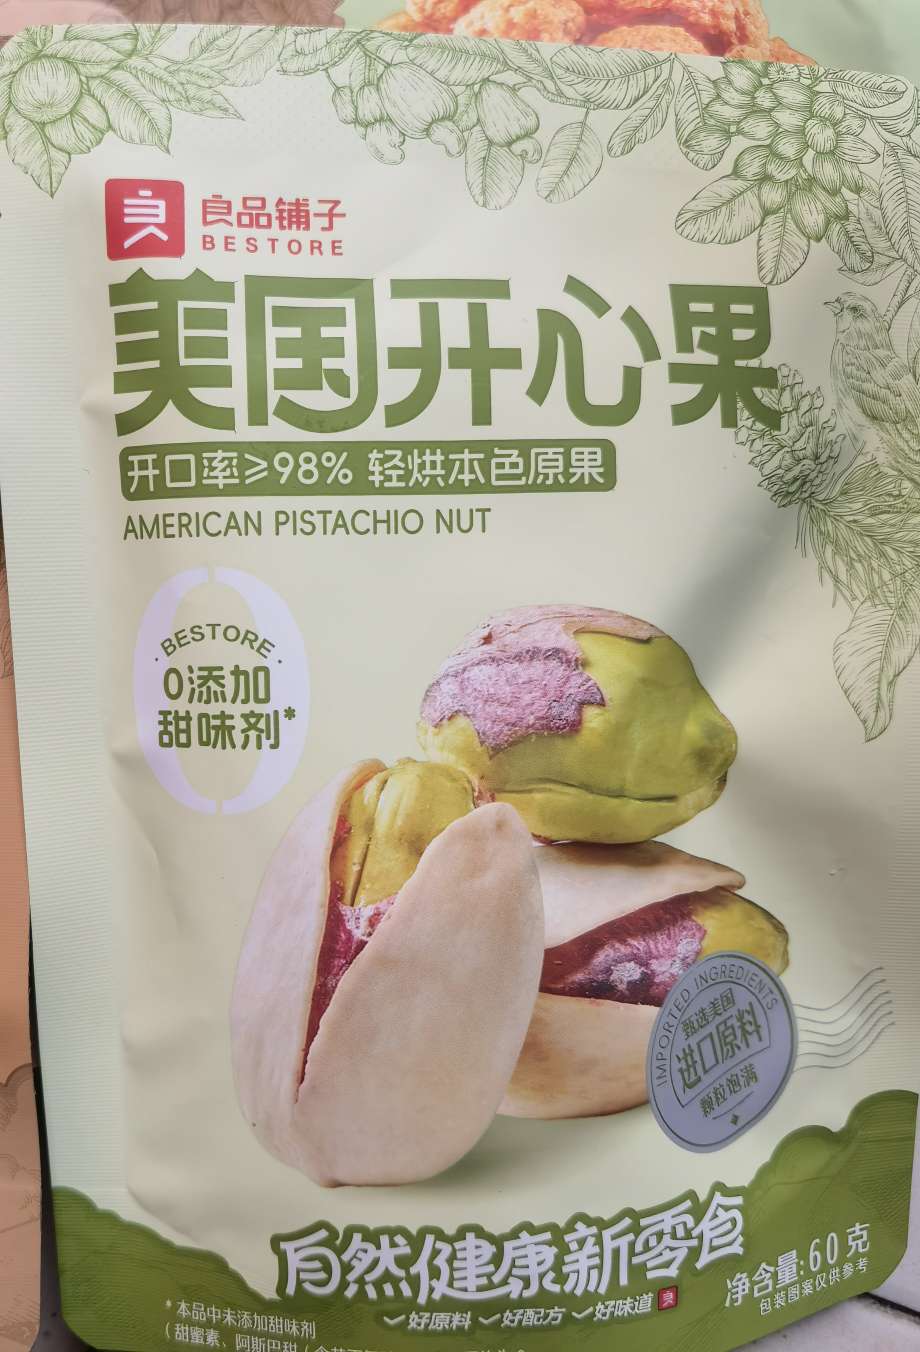 良品铺子
BESTORE
美国开心果
开口率≥98% 轻烘本色原果
AMERICAN PISTACHIO NUT
·BESTORE·
0添加
甜味剂*
IMPORTED INGREDIENTS
甄选美国
进口原料
颗粒饱满
自然健康新零食
好原料 好配方 好味道
净含量:60克
包装图案仅供参考
*本品中未添加甜味剂
(甜蜜素、阿斯巴甜